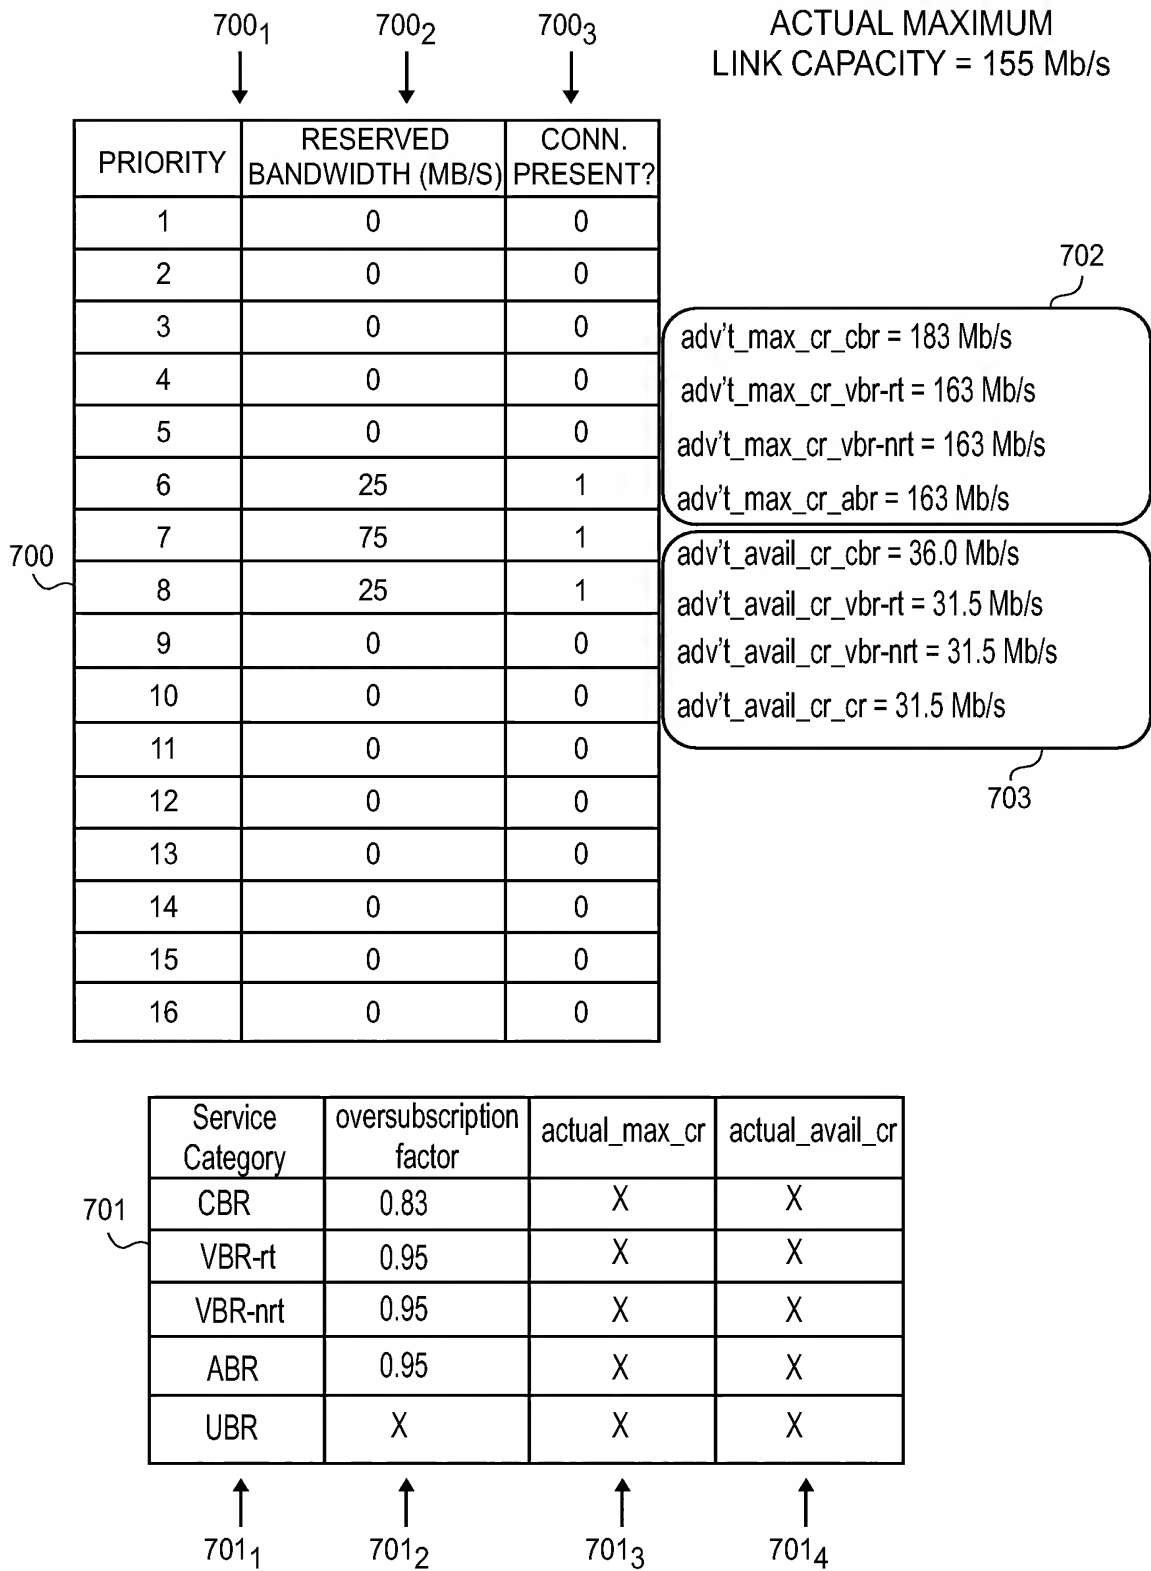 700₁ 700₂ 700₃
ACTUAL MAXIMUM
LINK CAPACITY = 155 Mb/s
PRIORITY RESERVED BANDWIDTH (MB/S) CONN. PRESENT?
1 0 0
2 0 0
3 0 0
4 0 0
5 0 0
6 25 1
7 75 1
8 25 1
9 0 0
10 0 0
11 0 0
12 0 0
13 0 0
14 0 0
15 0 0
16 0 0
700
702
adv't_max_cr_cbr = 183 Mb/s
adv't_max_cr_vbr-rt = 163 Mb/s
adv't_max_cr_vbr-nrt = 163 Mb/s
adv't_max_cr_abr = 163 Mb/s
adv't_avail_cr_cbr = 36.0 Mb/s
adv't_avail_cr_vbr-rt = 31.5 Mb/s
adv't_avail_cr_vbr-nrt = 31.5 Mb/s
adv't_avail_cr_cr = 31.5 Mb/s
703
Service Category oversubscription factor actual_max_cr actual_avail_cr
CBR 0.83 X X
VBR-rt 0.95 X X
VBR-nrt 0.95 X X
ABR 0.95 X X
UBR X X X
701
701₁ 701₂ 701₃ 701₄